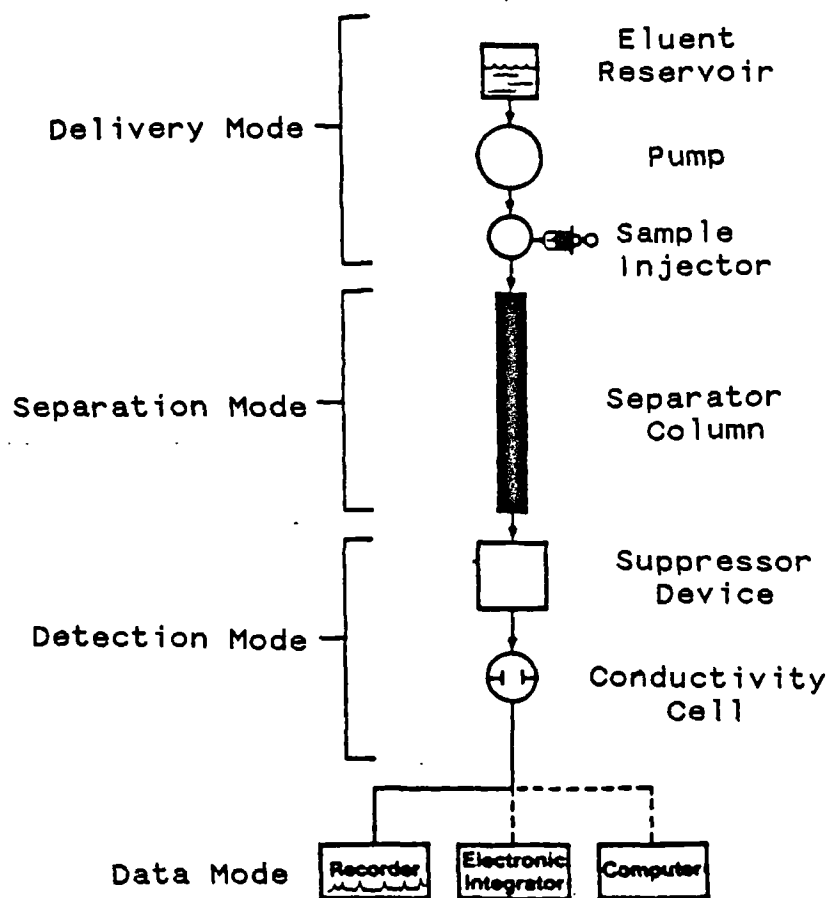 Eluent
Reservoir
Delivery Mode
Pump
Sample
Injector
Separation Mode
Separator
Column
Suppressor
Device
Detection Mode
Conductivity
Cell
Data Mode
Recorder
Electronic
Integrator
Computer